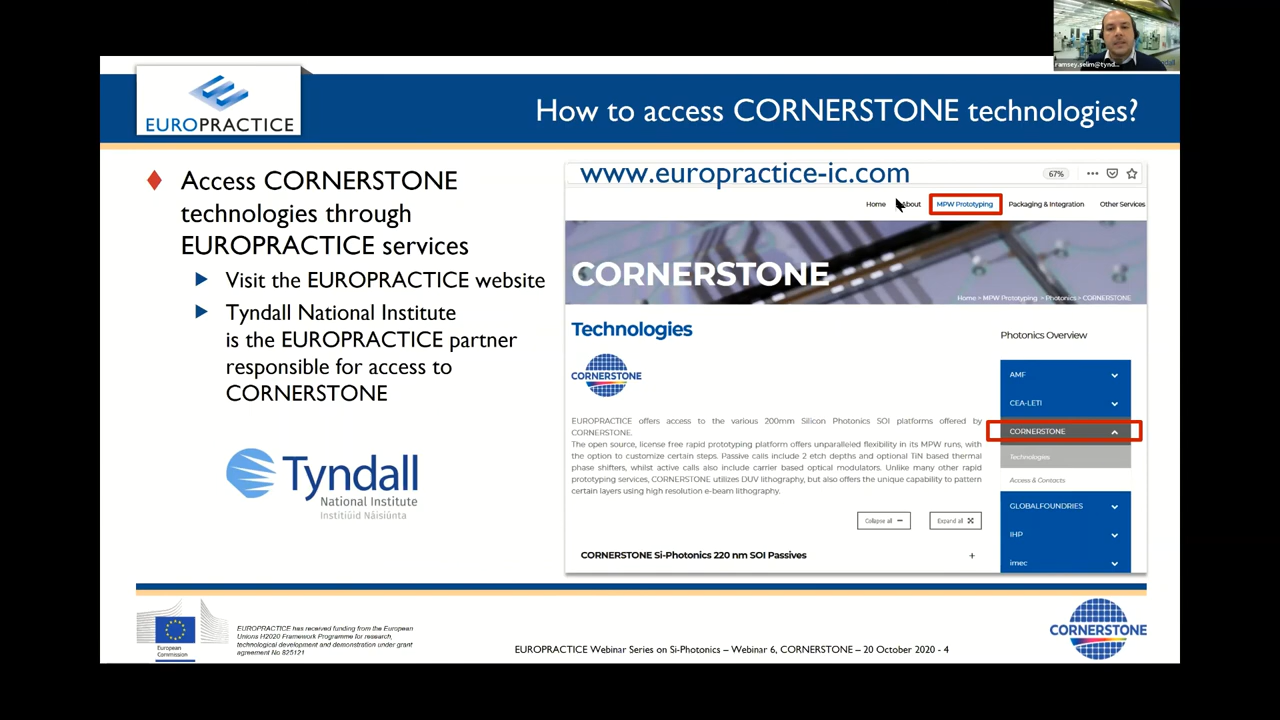 ramsey.selim@tynd...
EUROPRACTICE
How to access CORNERSTONE technologies?
Access CORNERSTONE
technologies through
EUROPRACTICE services
Visit the EUROPRACTICE website
Tyndall National Institute
is the EUROPRACTICE partner
responsible for access to
CORNERSTONE
Tyndall
National Institute
Institiúid Náisiúnta
www.europractice-ic.com
67%
Home About MPW Prototyping Packaging & Integration Other Services
CORNERSTONE
Home > MPW Prototyping > Photonics > CORNERSTONE
Technologies
CORNERSTONE
EUROPRACTICE offers access to the various 200mm Silicon Photonics SOI platforms offered by
CORNERSTONE.
The open source, license free rapid prototyping platform offers unparalleled flexibility in its MPW runs, with
the option to customize certain steps. Passive calls include 2 etch depths and optional TiN based thermal
phase shifters, whilst active calls also include carrier based optical modulators. Unlike many other rapid
prototyping services, CORNERSTONE utilizes DUV lithography, but also offers the unique capability to pattern
certain layers using high resolution e-beam lithography.
Collapse all
Expand all
CORNERSTONE Si-Photonics 220 nm SOI Passives +
Photonics Overview
AMF
CEA-LETI
CORNERSTONE
Technologies
Access & Contacts
GLOBALFOUNDRIES
IHP
imec
European
Commission
EUROPRACTICE has received funding from the European
Unions H2020 Framework Programme for research,
technological development and demonstration under grant
agreement No 825121
EUROPRACTICE Webinar Series on Si-Photonics – Webinar 6, CORNERSTONE – 20 October 2020 - 4
CORNERSTONE